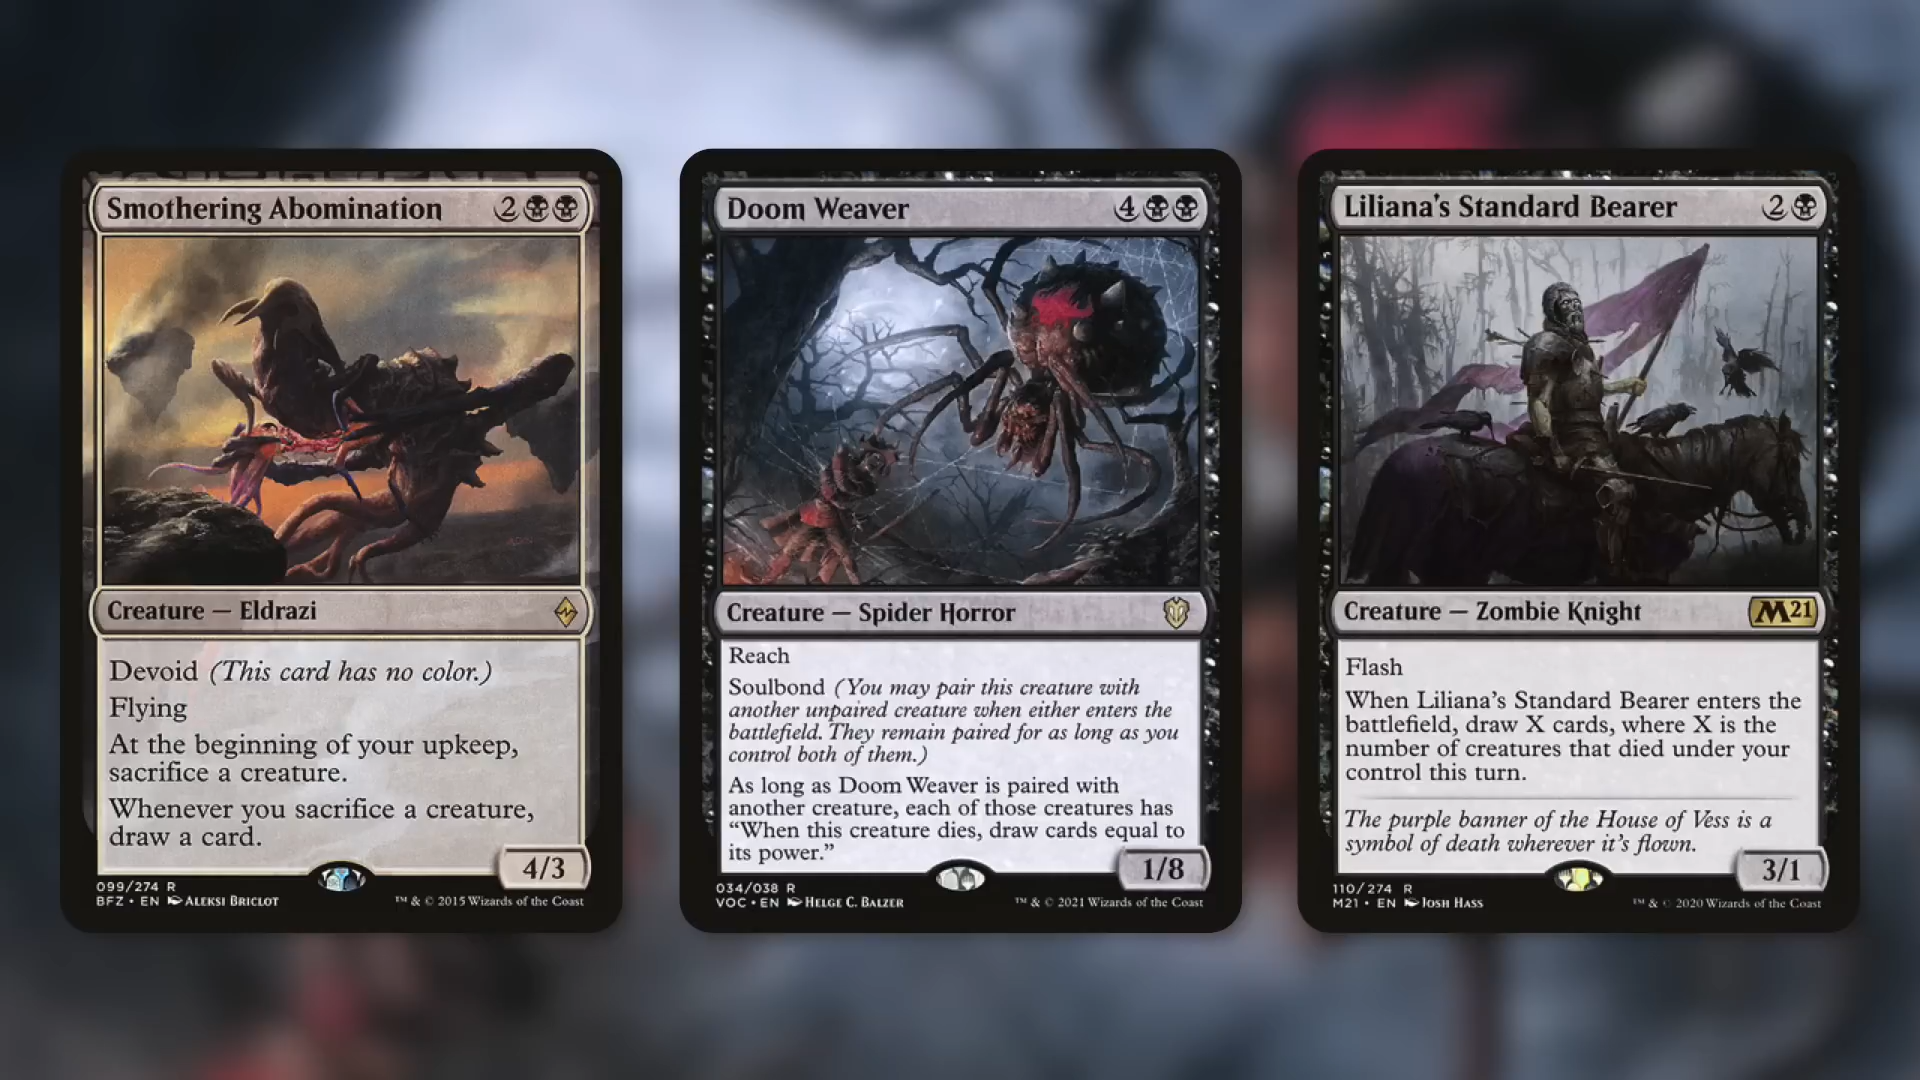 Smothering Abomination 2
Creature — Eldrazi
Devoid (This card has no color.)
Flying
At the beginning of your upkeep,
sacrifice a creature.
Whenever you sacrifice a creature,
draw a card.
4/3
099/274 R
BFZ • EN ALEKSI BRICLOT
™ & © 2015 Wizards of the Coast
Doom Weaver 4
Creature — Spider Horror
Reach
Soulbond (You may pair this creature with
another unpaired creature when either enters the
battlefield. They remain paired for as long as you
control both of them.)
As long as Doom Weaver is paired with
another creature, each of those creatures has
“When this creature dies, draw cards equal to
its power.”
1/8
034/038 R
VOC • EN HELGE C. BALZER
™ & © 2021 Wizards of the Coast
Liliana's Standard Bearer 2
Creature — Zombie Knight M21
Flash
When Liliana's Standard Bearer enters the
battlefield, draw X cards, where X is the
number of creatures that died under your
control this turn.
The purple banner of the House of Vess is a
symbol of death wherever it's flown.
3/1
110/274 R
M21 • EN JOSH HASS
™ & © 2020 Wizards of the Coast